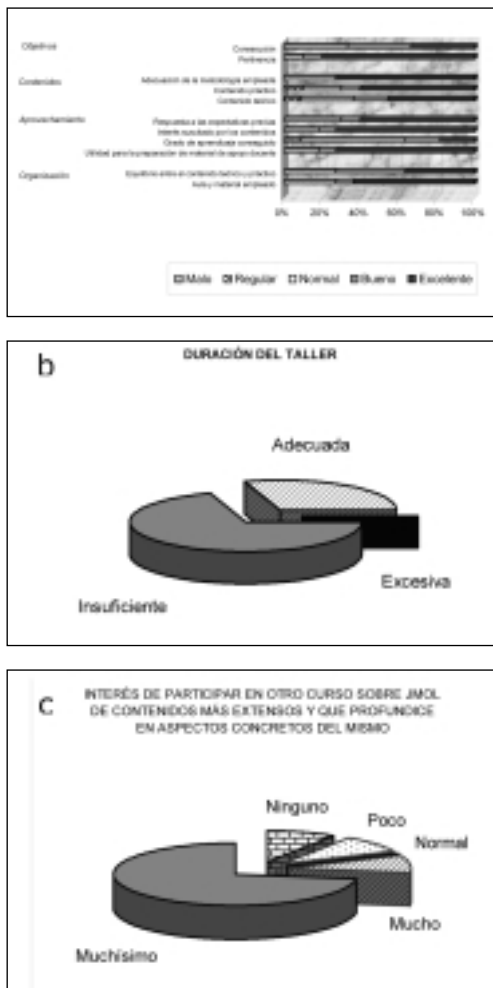 Objetivos
Consecución
Pertinencia
Contenidos
Adecuación de la metodología empleada
Contenido práctico
Contenido teórico
Aprovechamiento
Respuesta a las expectativas previas
Interés suscitado por los contenidos
Grado de aprendizaje conseguido
Utilidad para la preparación de material de apoyo docente
Organización
Equilibrio entre el contenido teórico y práctico
Aula y material empleado
0% 20% 40% 60% 80% 100%
Malo Regular Normal Bueno Excelente
b
DURACIÓN DEL TALLER
Adecuada
Excesiva
Insuficiente
c
INTERÉS DE PARTICIPAR EN OTRO CURSO SOBRE JMOL
DE CONTENIDOS MÁS EXTENSOS Y QUE PROFUNDICE
EN ASPECTOS CONCRETOS DEL MISMO
Ninguno
Poco
Normal
Mucho
Muchísimo